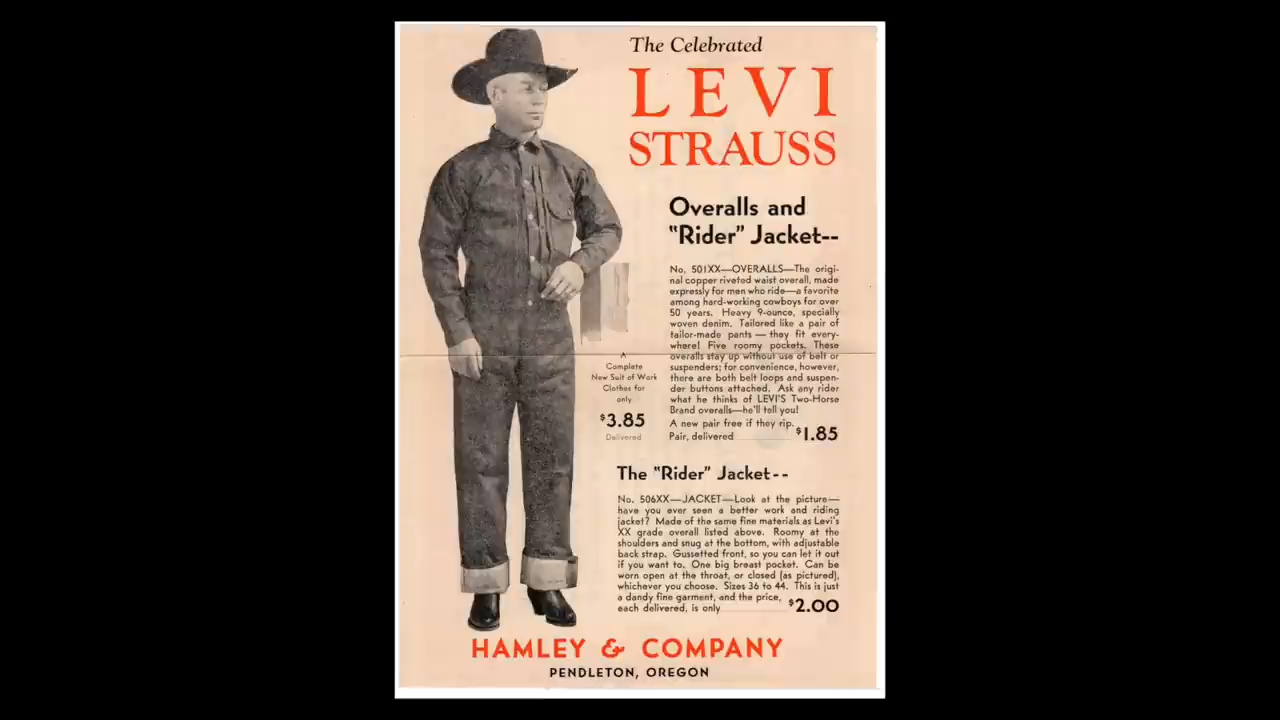 The Celebrated
LEVI
STRAUSS
Overalls and
"Rider" Jacket--
No. 501XX—OVERALLS—The origi-
nal copper riveted waist overall, made
expressly for men who ride—a favorite
among hard-working cowboys for over
50 years. Heavy 9-ounce, specially
woven denim. Tailored like a pair of
tailor-made pants — they fit every-
where! Five roomy pockets. These
overalls stay up without use of belt or
suspenders; for convenience, however,
there are both belt loops and suspen-
der buttons attached. Ask any rider
what he thinks of LEVI'S Two-Horse
Brand overalls—he'll tell you!
A new pair free if they rip.
Pair, delivered $1.85
A
Complete
New Suit of Work
Clothes for
only
$3.85
Delivered
The "Rider" Jacket--
No. 506XX—JACKET—Look at the picture—
have you ever seen a better work and riding
jacket? Made of the same fine materials as Levi's
XX grade overall listed above. Roomy at the
shoulders and snug at the bottom, with adjustable
back strap. Gussetted front, so you can let it out
if you want to. One big breast pocket. Can be
worn open at the throat, or closed (as pictured),
whichever you choose. Sizes 36 to 44. This is just
a dandy fine garment, and the price,
each delivered, is only $2.00
HAMLEY & COMPANY
PENDLETON, OREGON